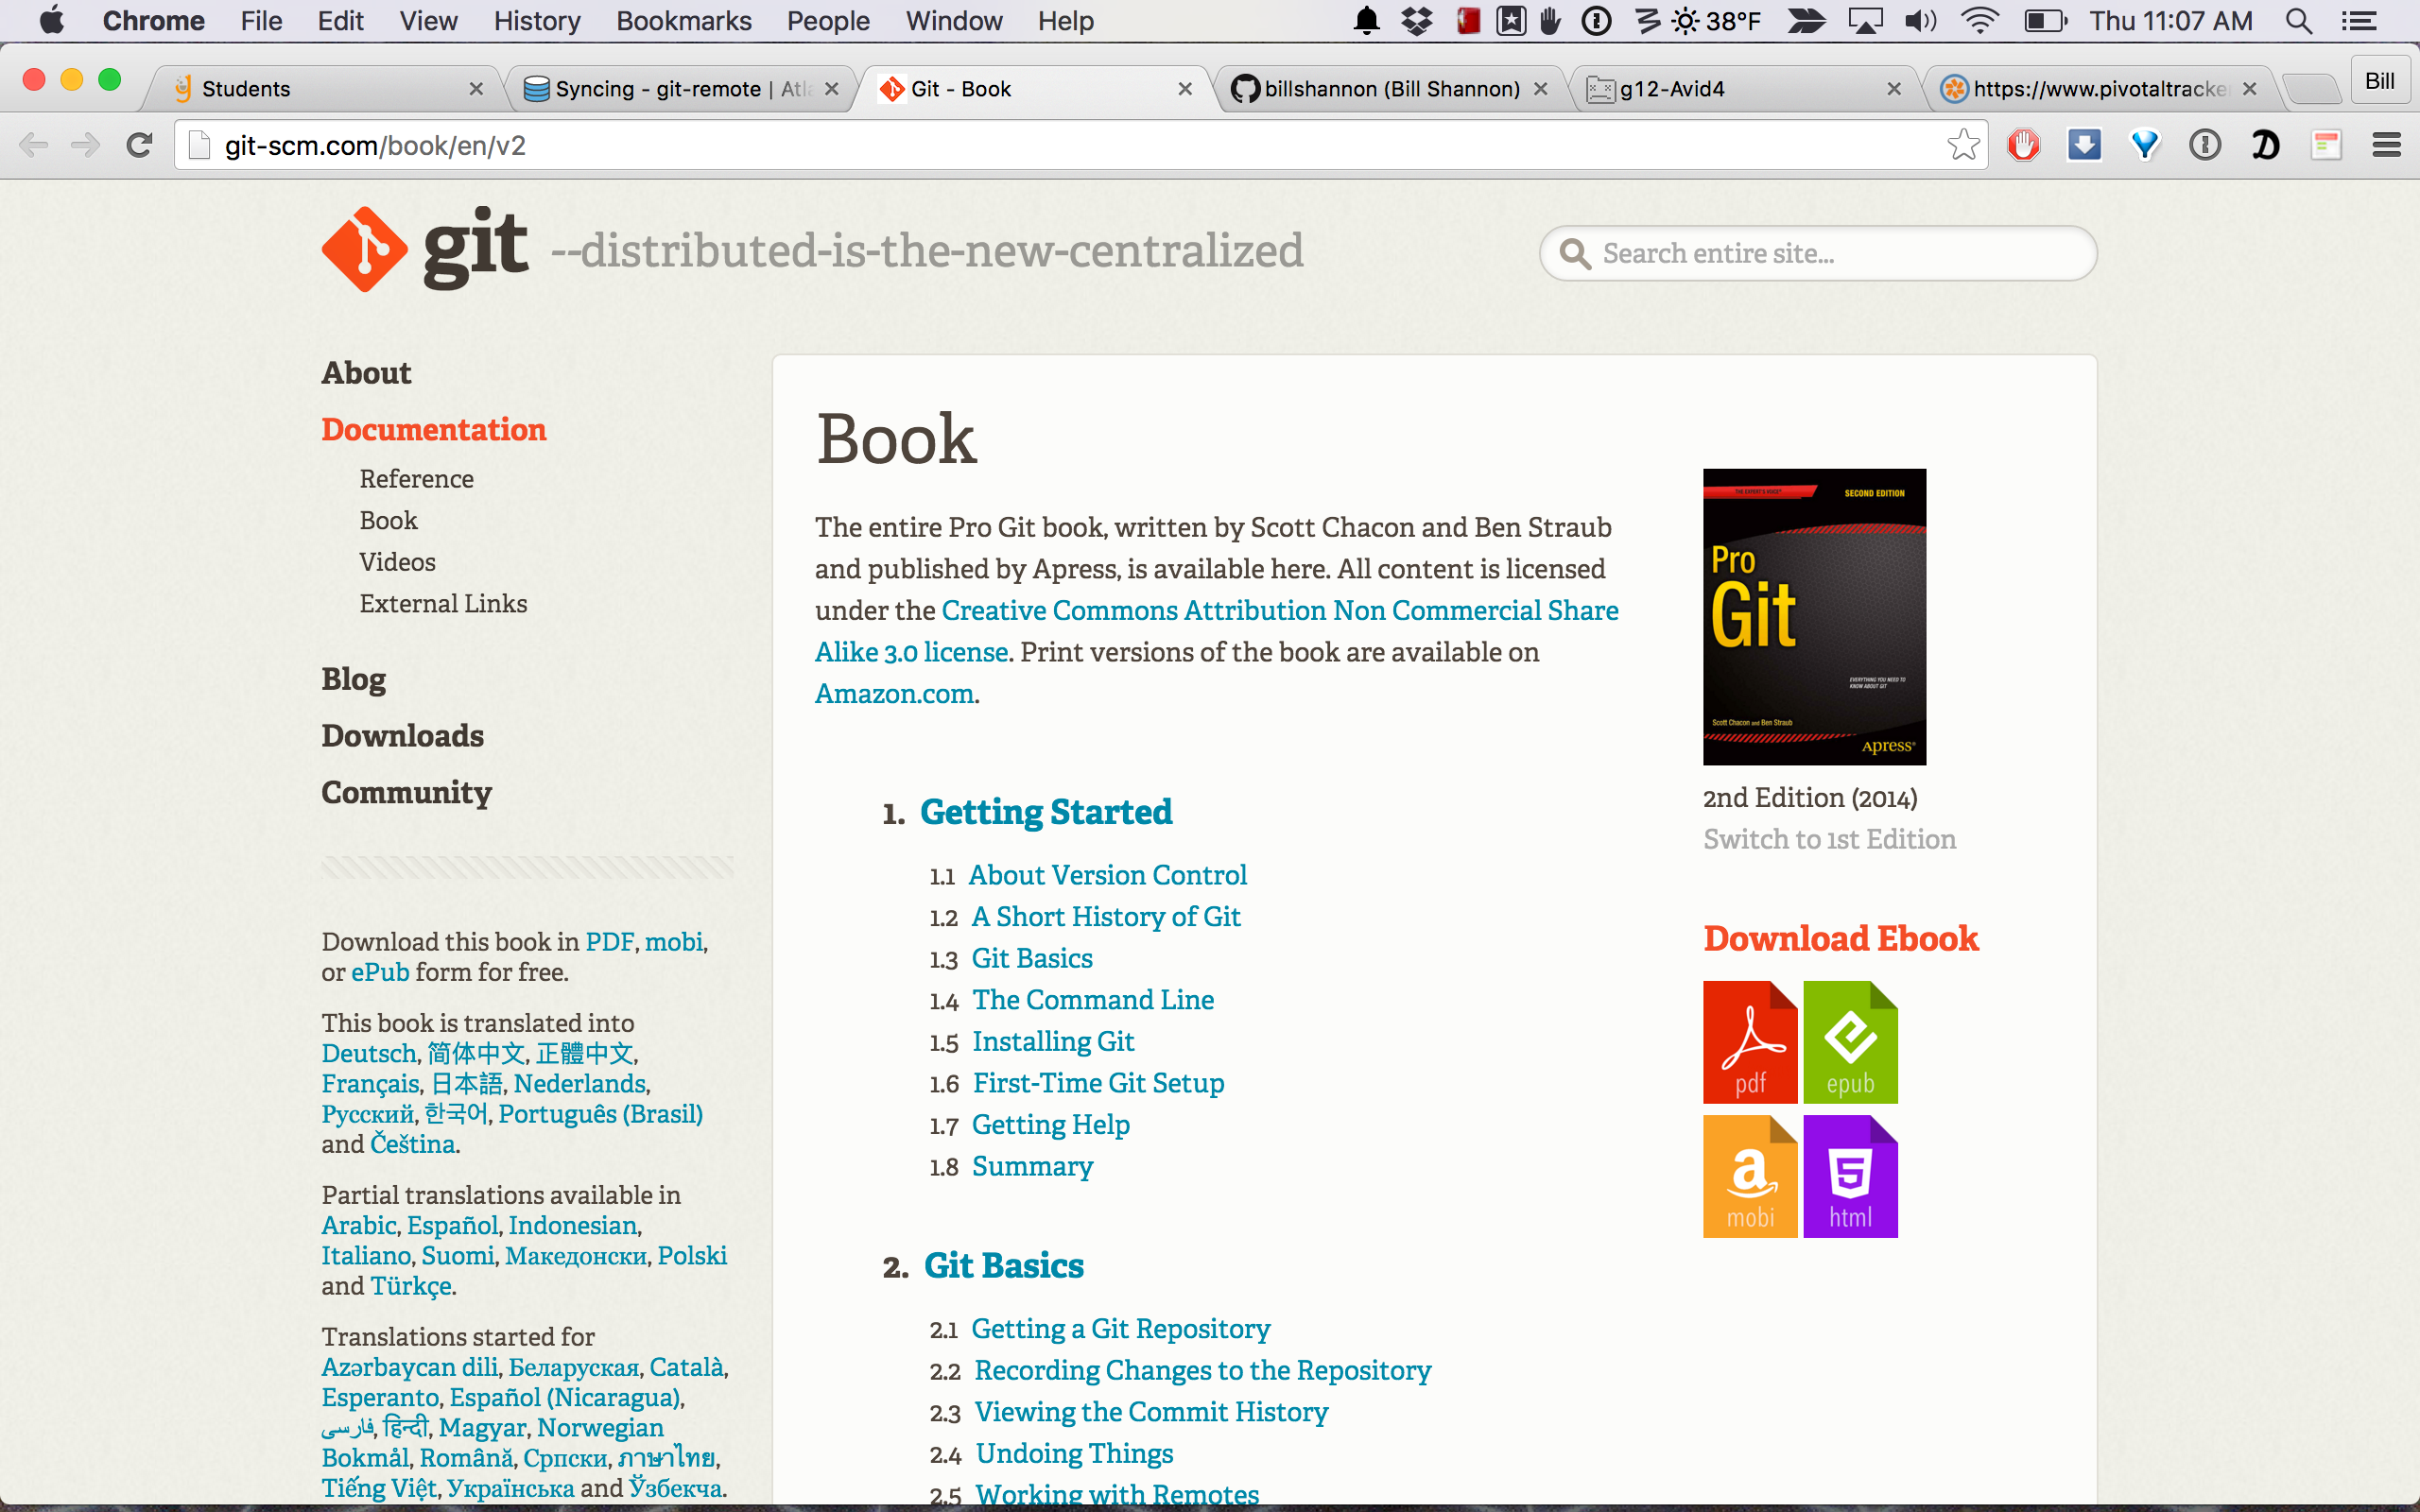 Chrome File Edit View History Bookmarks People Window Help 38°F Thu 11:07 AM
Students Syncing - git-remote | Atla Git - Book billshannon (Bill Shannon) g12-Avid4 https://www.pivotaltracke Bill
git-scm.com/book/en/v2
git --distributed-is-the-new-centralized
Search entire site...
About
Documentation
Reference
Book
Videos
External Links
Blog
Downloads
Community
Download this book in PDF, mobi,
or ePub form for free.
This book is translated into
Deutsch, 简体中文, 正體中文,
Français, 日本語, Nederlands,
Русский, 한국어, Português (Brasil)
and Čeština.
Partial translations available in
Arabic, Español, Indonesian,
Italiano, Suomi, Македонски, Polski
and Türkçe.
Translations started for
Azərbaycan dili, Беларуская, Català,
Esperanto, Español (Nicaragua),
فارسی, हिन्दी, Magyar, Norwegian
Bokmål, Română, Српски, ภาษาไทย,
Tiếng Việt, Українська and Ўзбекча.
Book
The entire Pro Git book, written by Scott Chacon and Ben Straub
and published by Apress, is available here. All content is licensed
under the Creative Commons Attribution Non Commercial Share
Alike 3.0 license. Print versions of the book are available on
Amazon.com.
1. Getting Started
1.1 About Version Control
1.2 A Short History of Git
1.3 Git Basics
1.4 The Command Line
1.5 Installing Git
1.6 First-Time Git Setup
1.7 Getting Help
1.8 Summary
2. Git Basics
2.1 Getting a Git Repository
2.2 Recording Changes to the Repository
2.3 Viewing the Commit History
2.4 Undoing Things
2.5 Working with Remotes
THE EXPERT'S VOICE®
SECOND EDITION
Pro
Git
EVERYTHING YOU NEED TO
KNOW ABOUT GIT
Scott Chacon and Ben Straub
Apress®
2nd Edition (2014)
Switch to 1st Edition
Download Ebook
pdf
epub
mobi
html